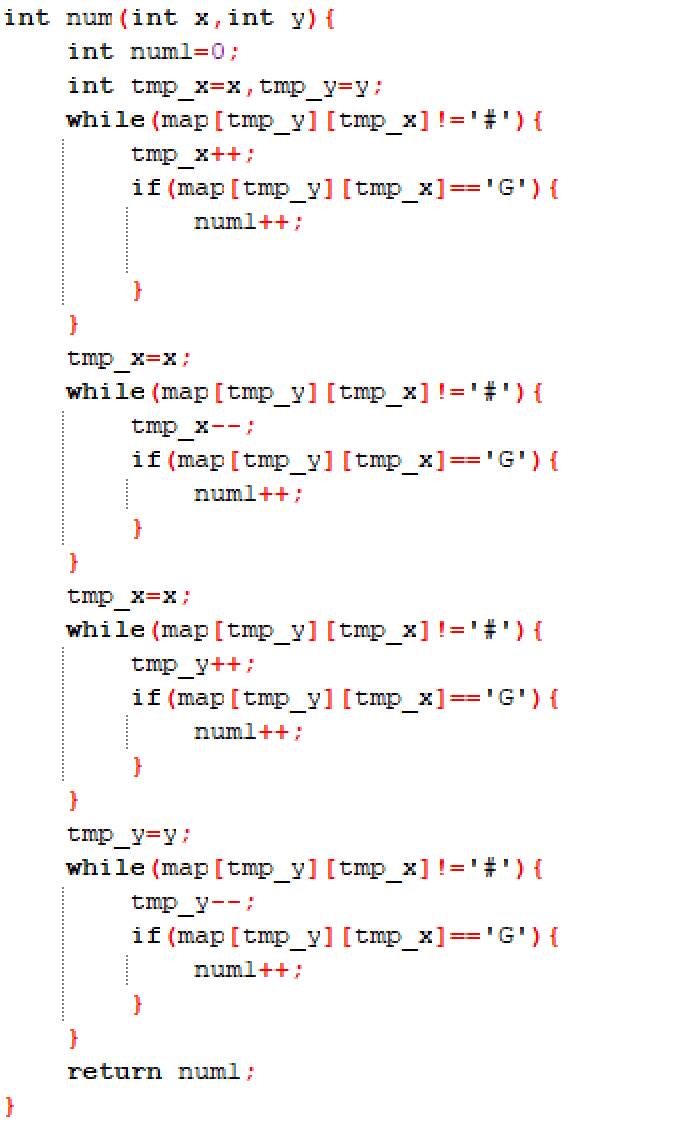 int num(int x,int y){
int num1=0;
int tmp_x=x,tmp_y=y;
while(map[tmp_y][tmp_x]!='#'){
tmp_x++;
if(map[tmp_y][tmp_x]=='G'){
num1++;
}
}
tmp_x=x;
while(map[tmp_y][tmp_x]!='#'){
tmp_x--;
if(map[tmp_y][tmp_x]=='G'){
num1++;
}
}
tmp_x=x;
while(map[tmp_y][tmp_x]!='#'){
tmp_y++;
if(map[tmp_y][tmp_x]=='G'){
num1++;
}
}
tmp_y=y;
while(map[tmp_y][tmp_x]!='#'){
tmp_y--;
if(map[tmp_y][tmp_x]=='G'){
num1++;
}
}
return num1;
}